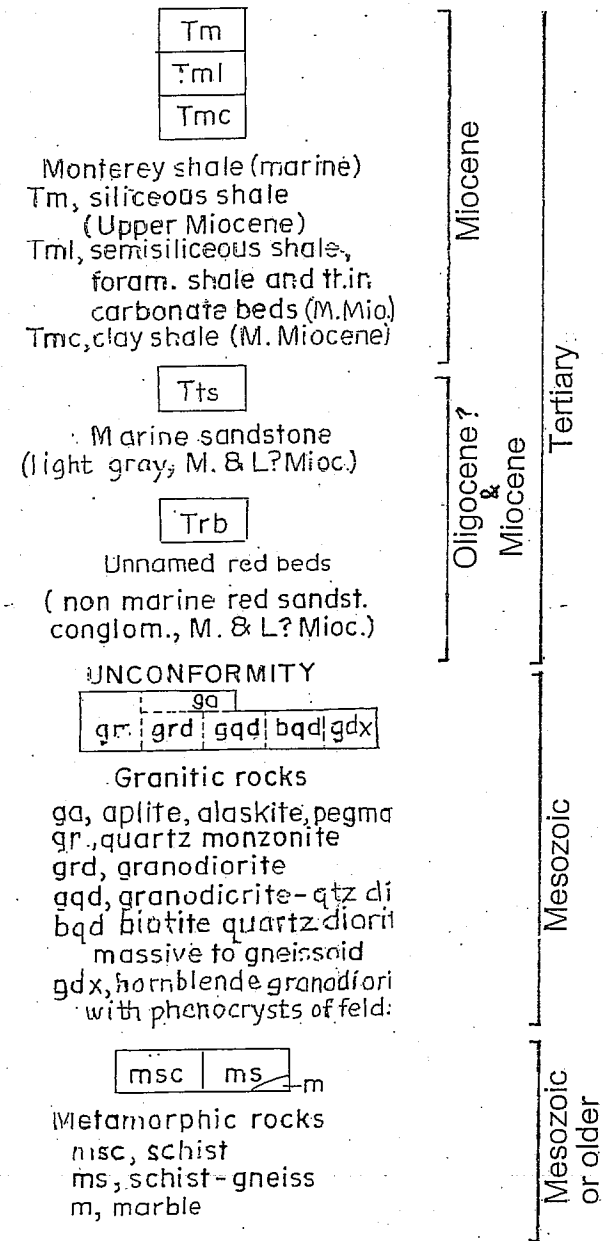 Tm
Tml
Tmc
Monterey shale (marine)
Tm, siliceous shale
(Upper Miocene)
Tml, semisiliceous shale,
foram. shale and thin
carbonate beds (M.Mio.)
Tmc, clay shale (M. Miocene)
Miocene
Tts
Marine sandstone
(light gray, M. & L? Mioc.)
Trb
Unnamed red beds
(non marine red sandst.
conglom., M. & L? Mioc.)
Oligocene?
&
Miocene
Tertiary
UNCONFORMITY
ga
gr grd gqd bqd gdx
Granitic rocks
ga, aplite, alaskite, pegma
gr., quartz monzonite
grd, granodiorite
gqd, granodiorite-qtz di
bqd biotite quartz diorit
massive to gneissoid
gdx, hornblende granodiori
with phenocrysts of feld.
Mesozoic
msc ms m
Metamorphic rocks
msc, schist
ms, schist-gneiss
m, marble
Mesozoic
or older